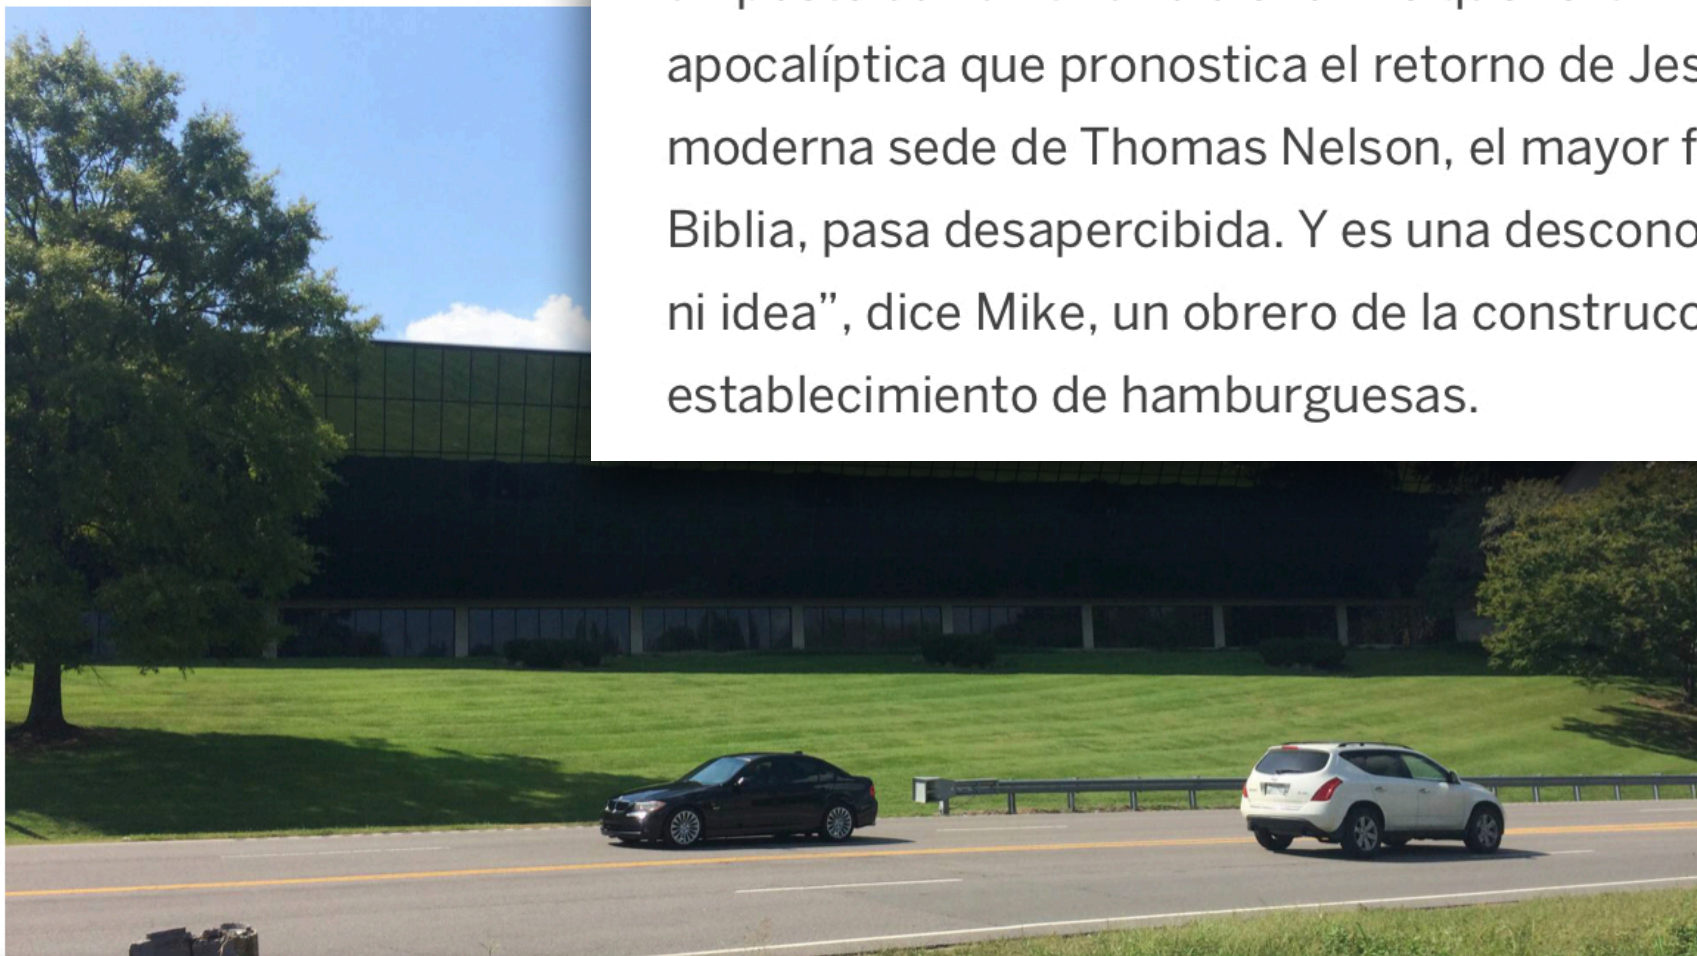 apocalíptica que pronostica el retorno de
moderna sede de Thomas Nelson, el mayor
Biblia, pasa desapercibida. Y es una
ni idea”, dice Mike, un obrero de la
establecimiento de hamburguesas.